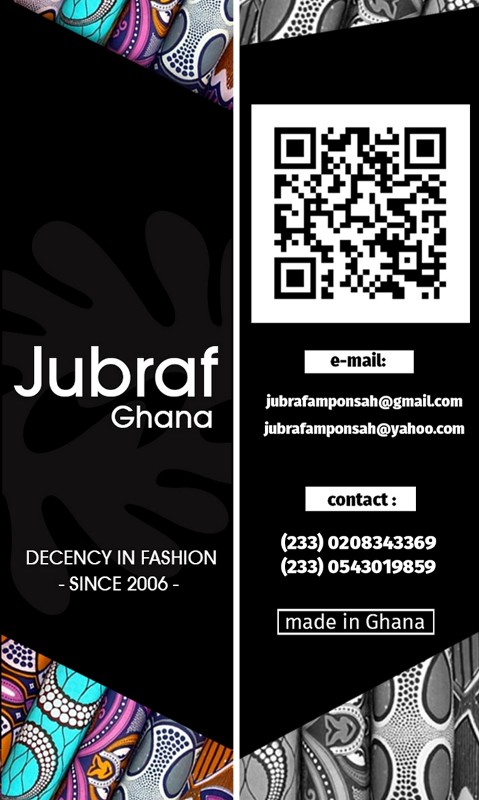 Jubraf
Ghana
DECENCY IN FASHION
- SINCE 2006 -
e-mail:
jubrafamponsah@gmail.com
jubrafamponsah@yahoo.com
contact :
(233) 0208343369
(233) 0543019859
made in Ghana